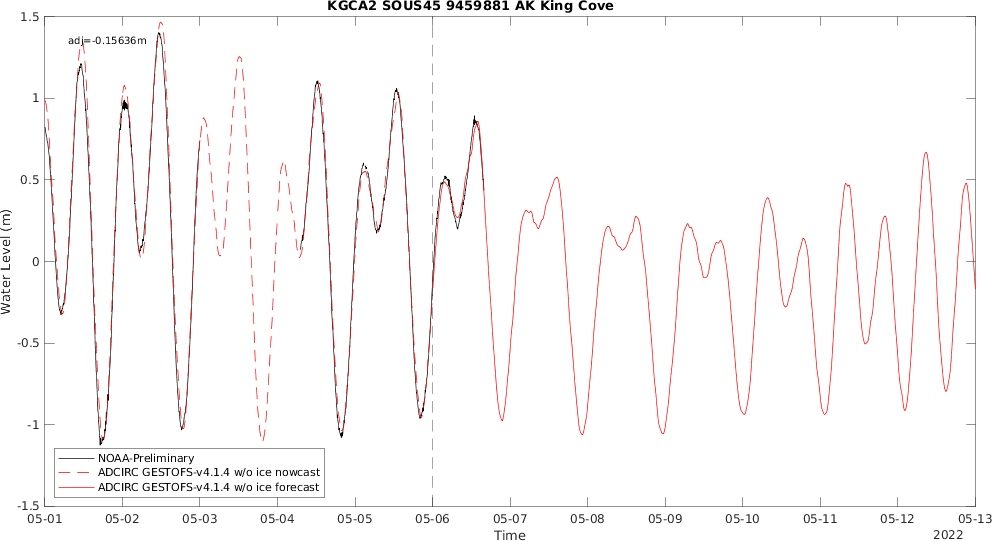 KGCA2 SOUS45 9459881 AK King Cove
adj=-0.15636m
1.5
1
0.5
0
-0.5
-1
-1.5
Water Level (m)
NOAA-Preliminary
ADCIRC GESTOFS-v4.1.4 w/o ice nowcast
ADCIRC GESTOFS-v4.1.4 w/o ice forecast
05-01 05-02 05-03 05-04 05-05 05-06 05-07 05-08 05-09 05-10 05-11 05-12 05-13
Time
2022